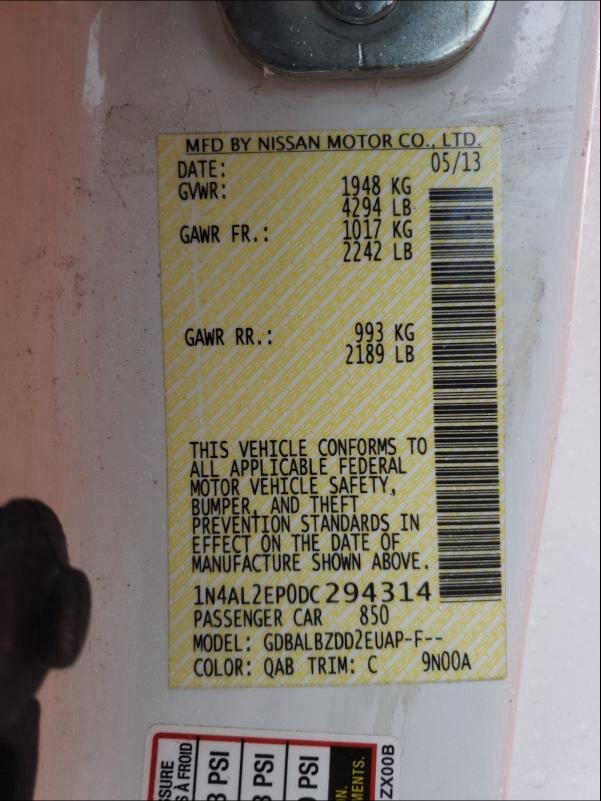 MFD BY NISSAN MOTOR CO., LTD.
DATE: 05/13
GVWR: 1948 KG
4294 LB
GAWR FR.: 1017 KG
2242 LB
GAWR RR.: 993 KG
2189 LB
THIS VEHICLE CONFORMS TO
ALL APPLICABLE FEDERAL
MOTOR VEHICLE SAFETY,
BUMPER, AND THEFT
PREVENTION STANDARDS IN
EFFECT ON THE DATE OF
MANUFACTURE SHOWN ABOVE.
1N4AL2EP0DC294314
PASSENGER CAR 850
MODEL: GDBALBZDD2EUAP-F--
COLOR: QAB TRIM: C 9N00A
À FROID
PSI
PSI
PSI
ZX00B